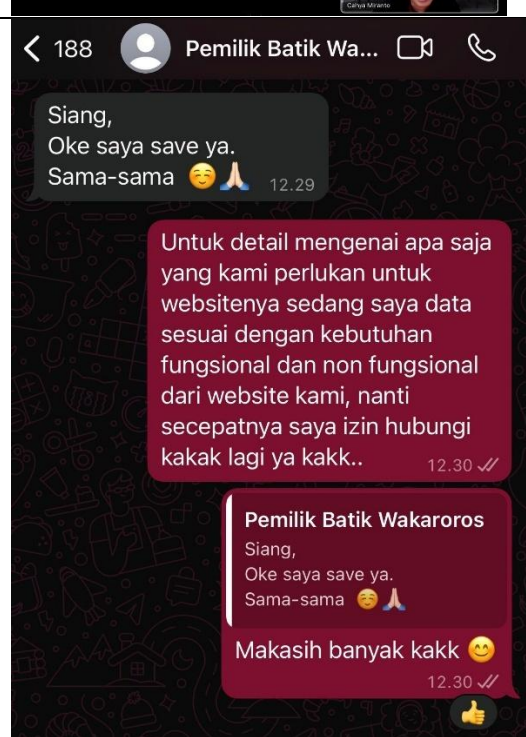 Cahya Mirante
188 Pemilik Batik Wa...
Siang,
Oke saya save ya.
Sama-sama ☺️🙏🏻 12.29
Untuk detail mengenai apa saja
yang kami perlukan untuk
websitenya sedang saya data
sesuai dengan kebutuhan
fungsional dan non fungsional
dari website kami, nanti
secepatnya saya izin hubungi
kakak lagi ya kakk.. 12.30
Pemilik Batik Wakaroros
Siang,
Oke saya save ya.
Sama-sama ☺️🙏🏻
Makasih banyak kakk 😊
12.30
👍